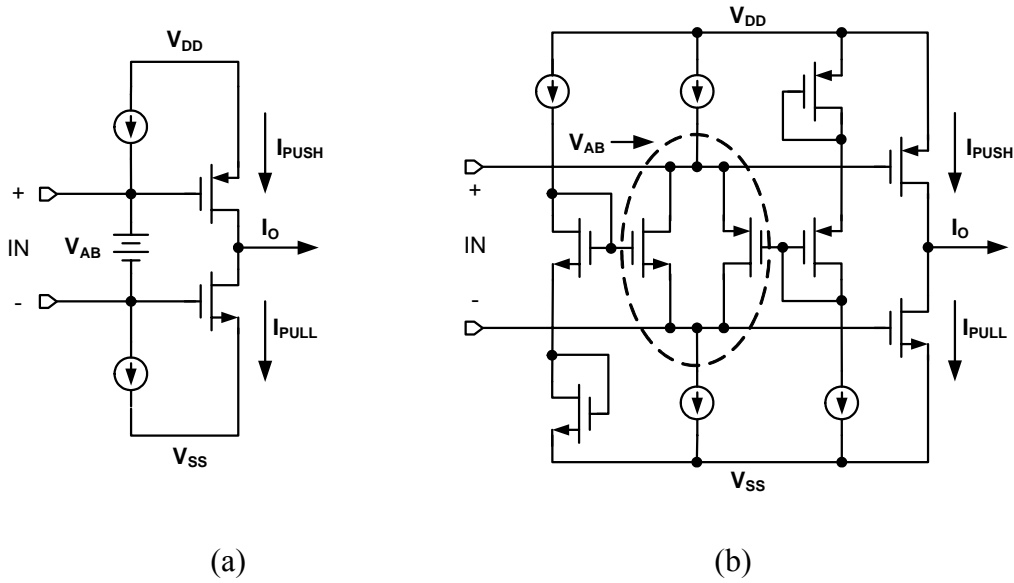 V_DD
+
IN
V_AB
-
I_PUSH
I_O
I_PULL
V_SS
(a)
V_DD
V_AB
+
IN
-
I_PUSH
I_O
I_PULL
V_SS
(b)